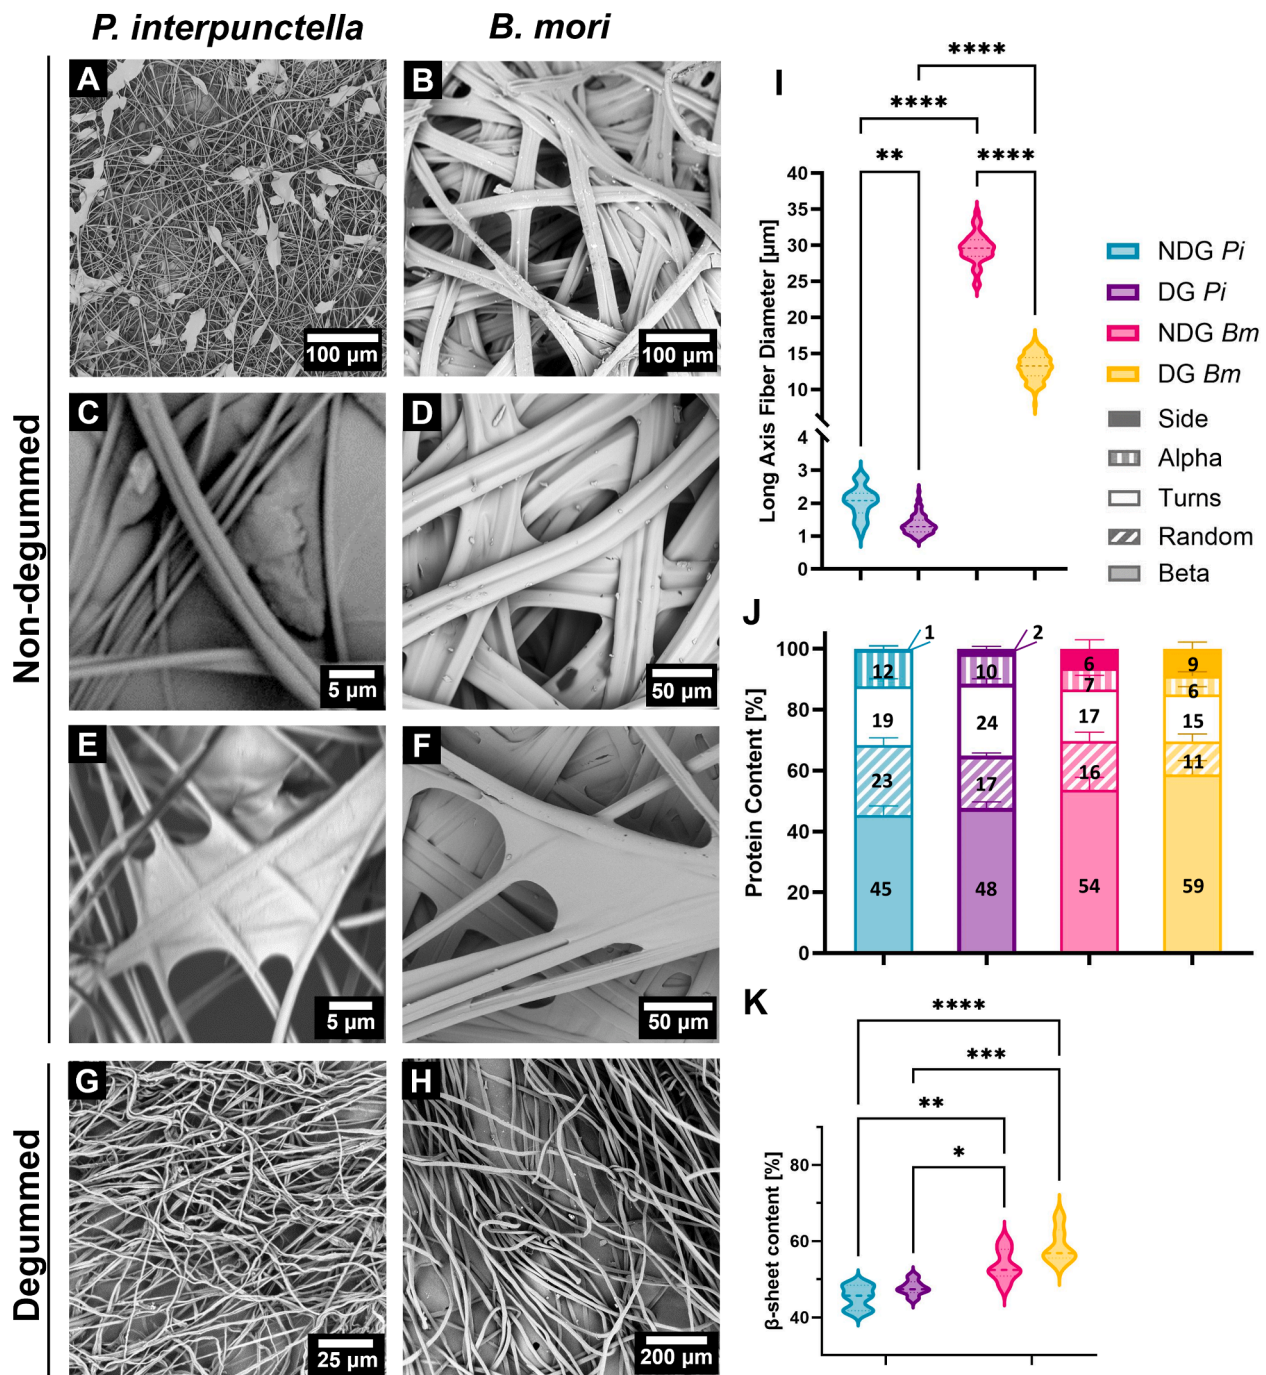 P. interpunctella
B. mori
Non-degummed
Degummed
A
100 µm
B
100 µm
C
5 µm
D
50 µm
E
5 µm
F
50 µm
G
25 µm
H
200 µm
I
****
****
** ****
Long Axis Fiber Diameter [µm]
40
35
30
25
20
15
10
4
3
2
1
0
NDG Pi
DG Pi
NDG Bm
DG Bm
Side
Alpha
Turns
Random
Beta
J
Protein Content [%]
100
80
60
40
20
0
1
12
19
23
45
2
10
24
17
48
6
7
17
16
54
9
6
15
11
59
K
****
***
**
*
β-sheet content [%]
80
60
40